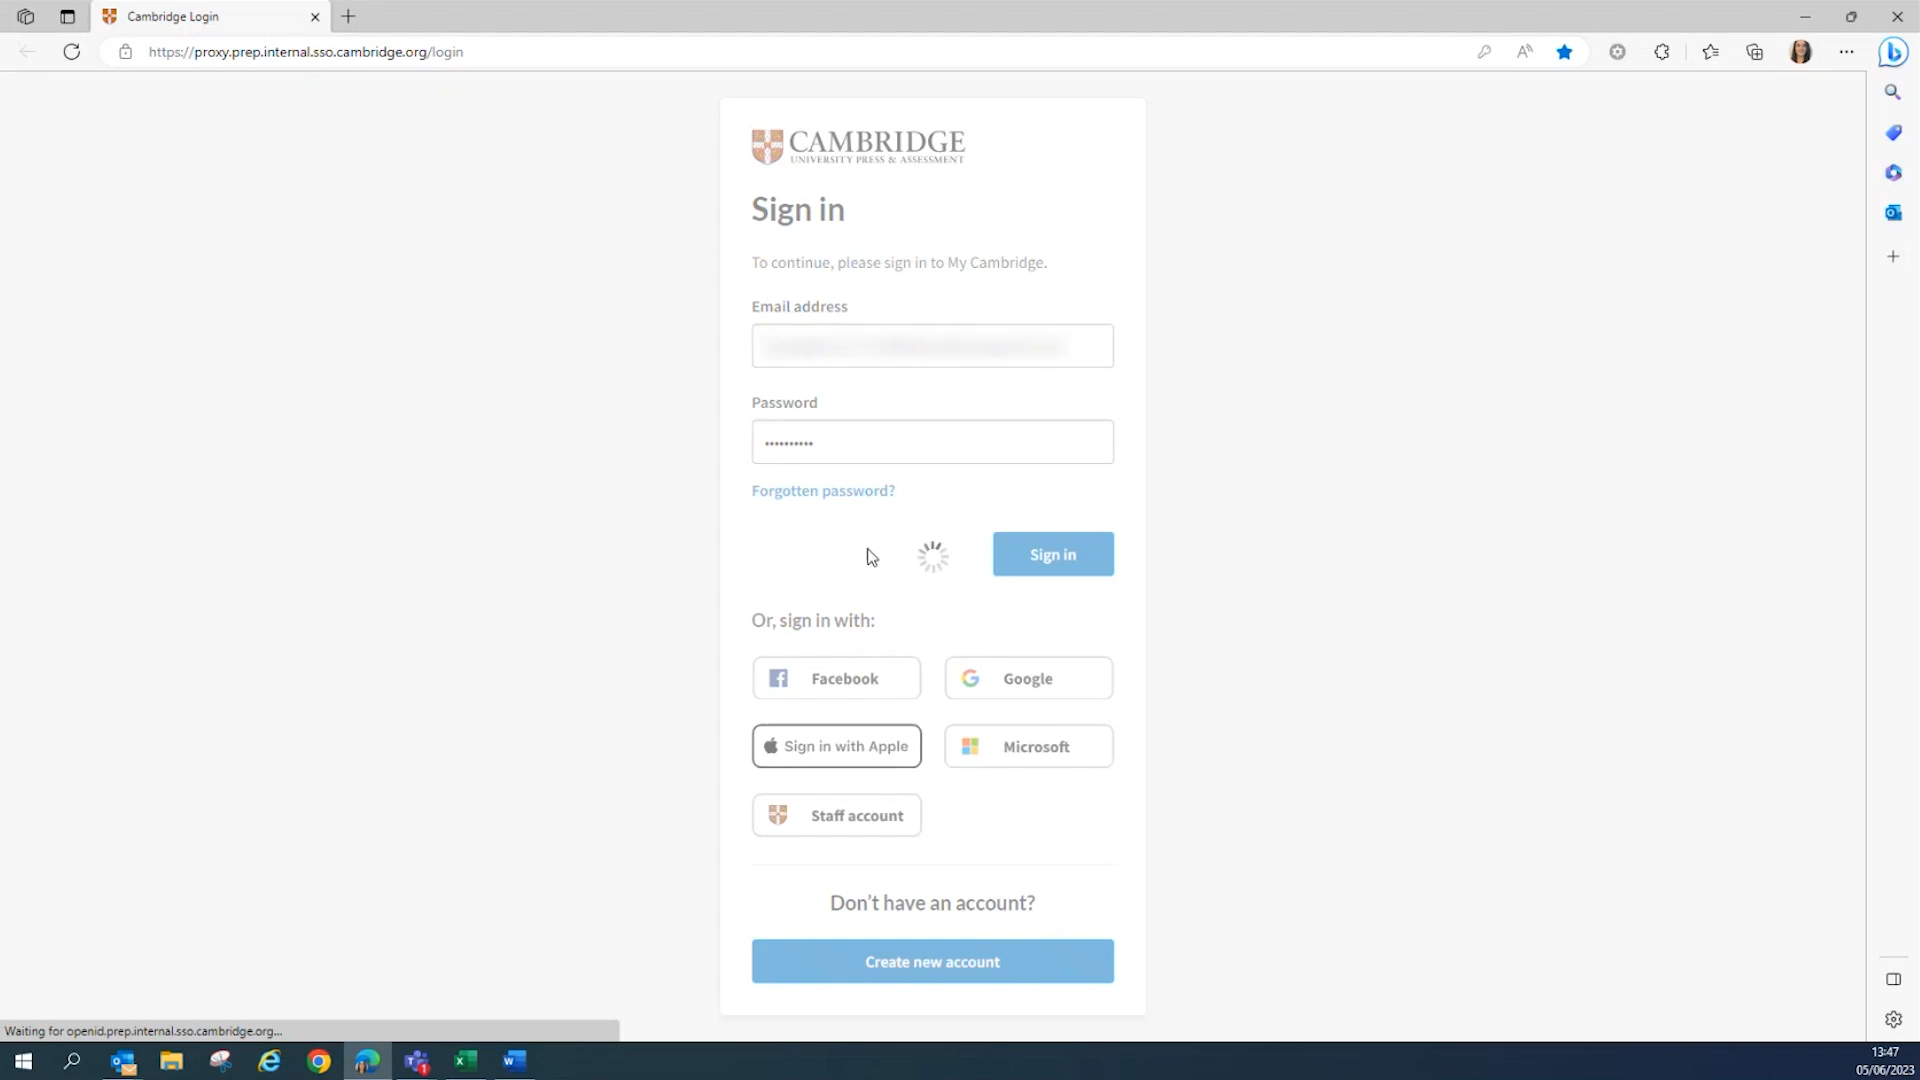 Cambridge Login
https://proxy.prep.internal.sso.cambridge.org/login
CAMBRIDGE
UNIVERSITY PRESS & ASSESSMENT
Sign in
To continue, please sign in to My Cambridge.
Email address
Password
Forgotten password?
Sign in
Or, sign in with:
Facebook
Google
Sign in with Apple
Microsoft
Staff account
Don't have an account?
Create new account
Waiting for openid.prep.internal.sso.cambridge.org...
13:47
05/06/2023